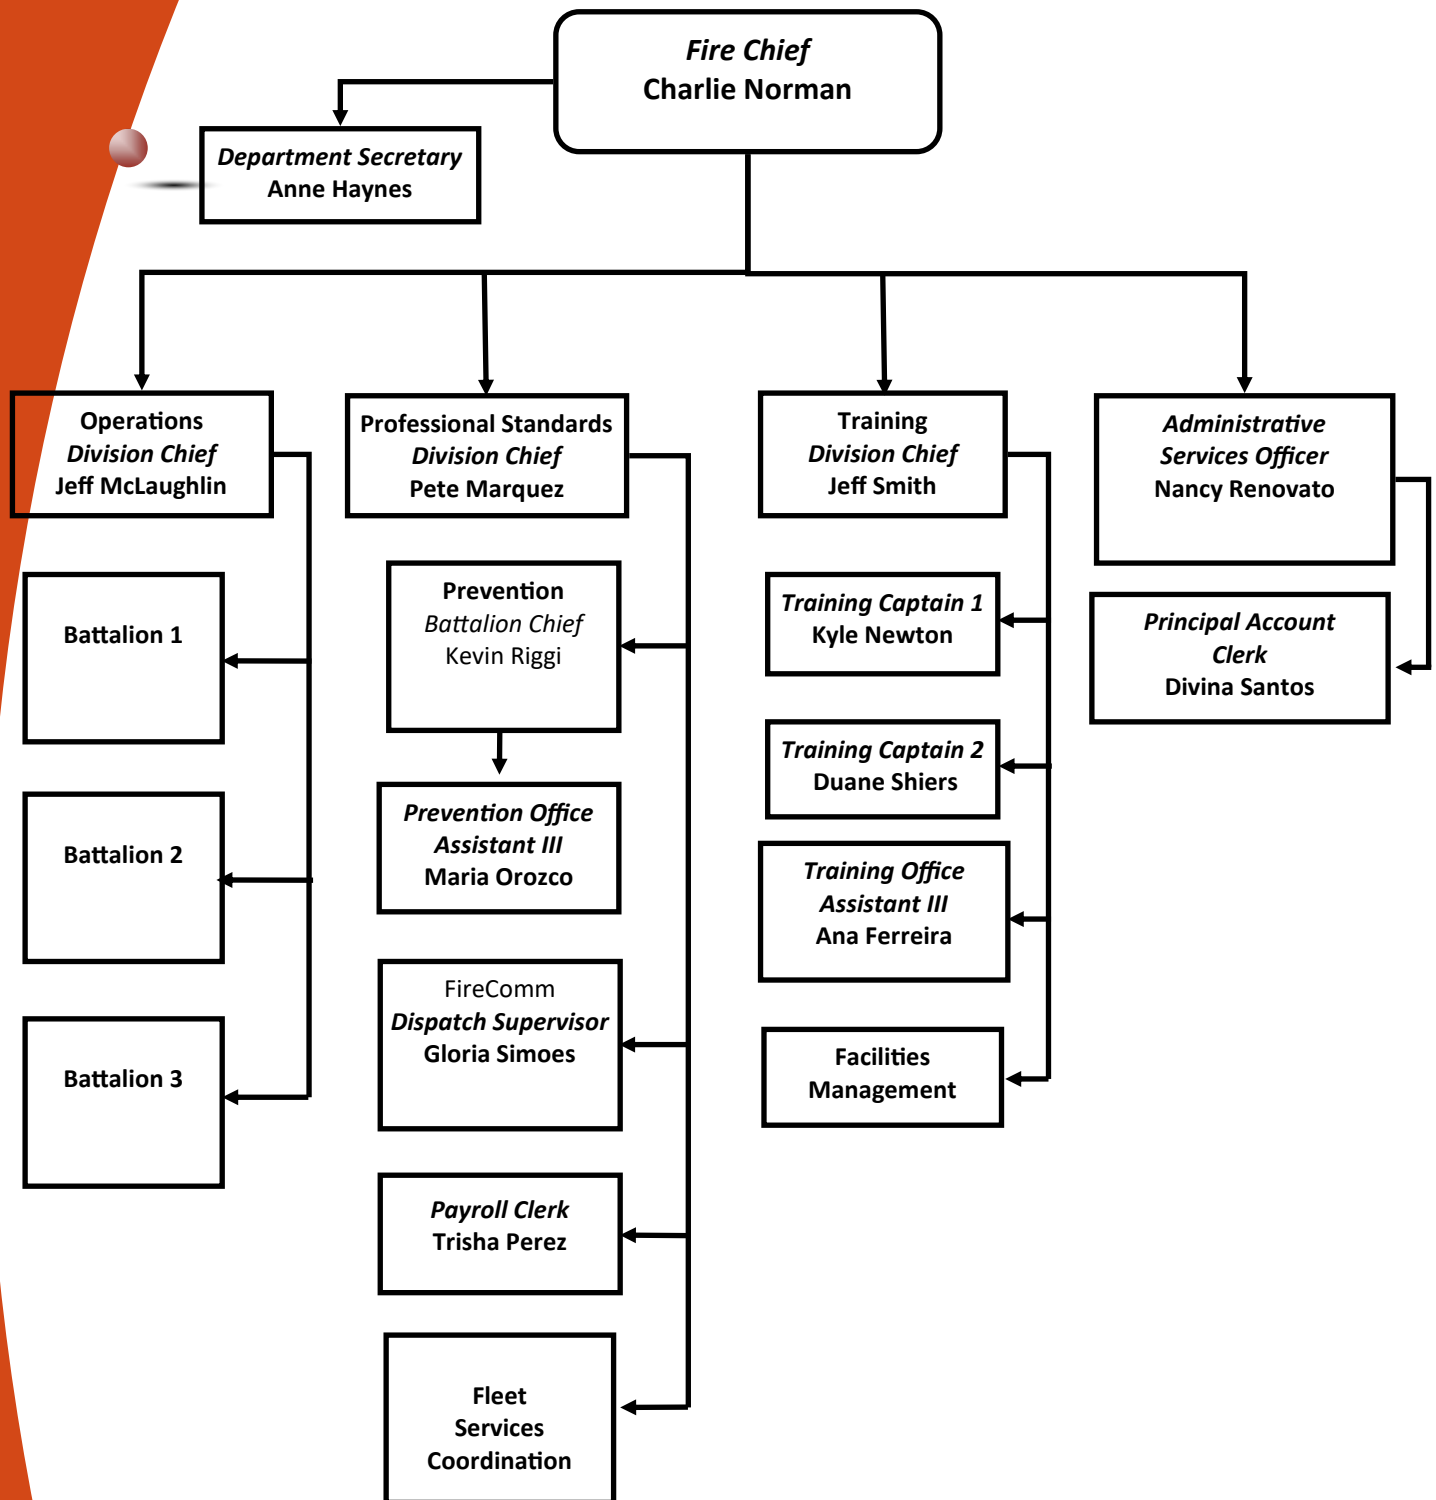 Fire Chief
Charlie Norman
Department Secretary
Anne Haynes
Operations
Division Chief
Jeff McLaughlin
Battalion 1
Battalion 2
Battalion 3
Professional Standards
Division Chief
Pete Marquez
Prevention
Battalion Chief
Kevin Riggi
Prevention Office
Assistant III
Maria Orozco
FireComm
Dispatch Supervisor
Gloria Simoes
Payroll Clerk
Trisha Perez
Fleet
Services
Coordination
Training
Division Chief
Jeff Smith
Training Captain 1
Kyle Newton
Training Captain 2
Duane Shiers
Training Office
Assistant III
Ana Ferreira
Facilities
Management
Administrative
Services Officer
Nancy Renovato
Principal Account
Clerk
Divina Santos